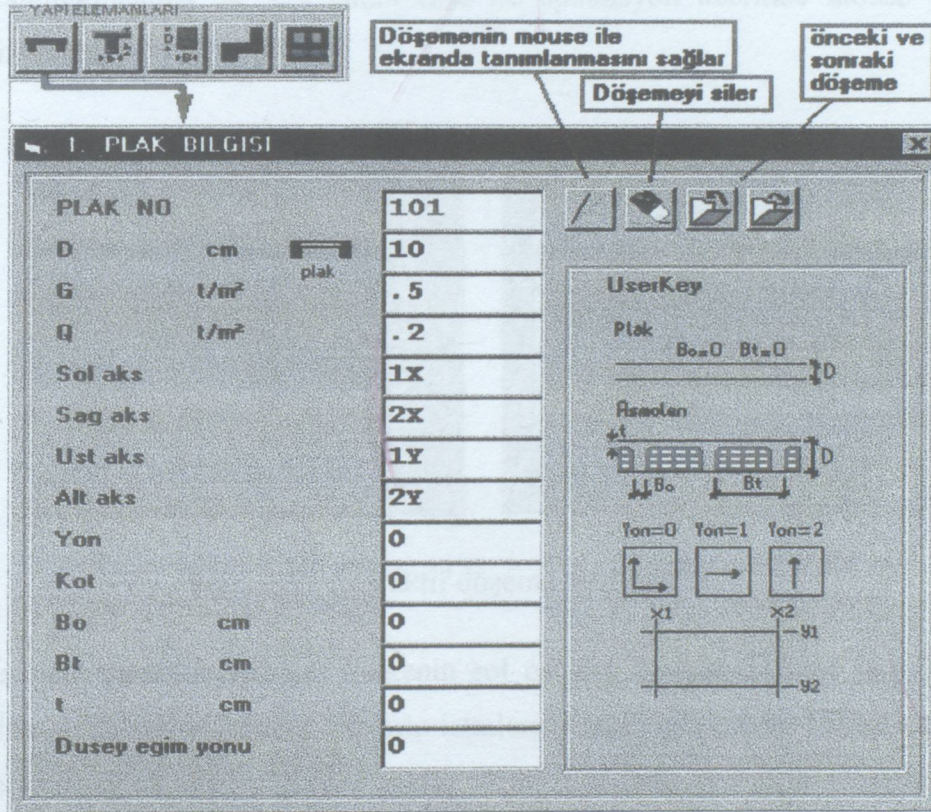 YAPI ELEMANLARI
Döşemenin mouse ile
ekranda tanımlanmasını sağlar
Döşemeyi siler
önceki ve
sonraki
döşeme
1. PLAK BILGISI
PLAK NO 101
D cm 10
plak
G t/m² .5
Q t/m² .2
Sol aks 1X
Sag aks 2X
Ust aks 1Y
Alt aks 2Y
Yon 0
Kot 0
Bo cm 0
Bt cm 0
t cm 0
Dusey egim yonu 0
UserKey
Plak
Bo=0 Bt=0
D
Asmolen
t
D
Bo Bt
Yon=0 Yon=1 Yon=2
X1 X2
y1
y2